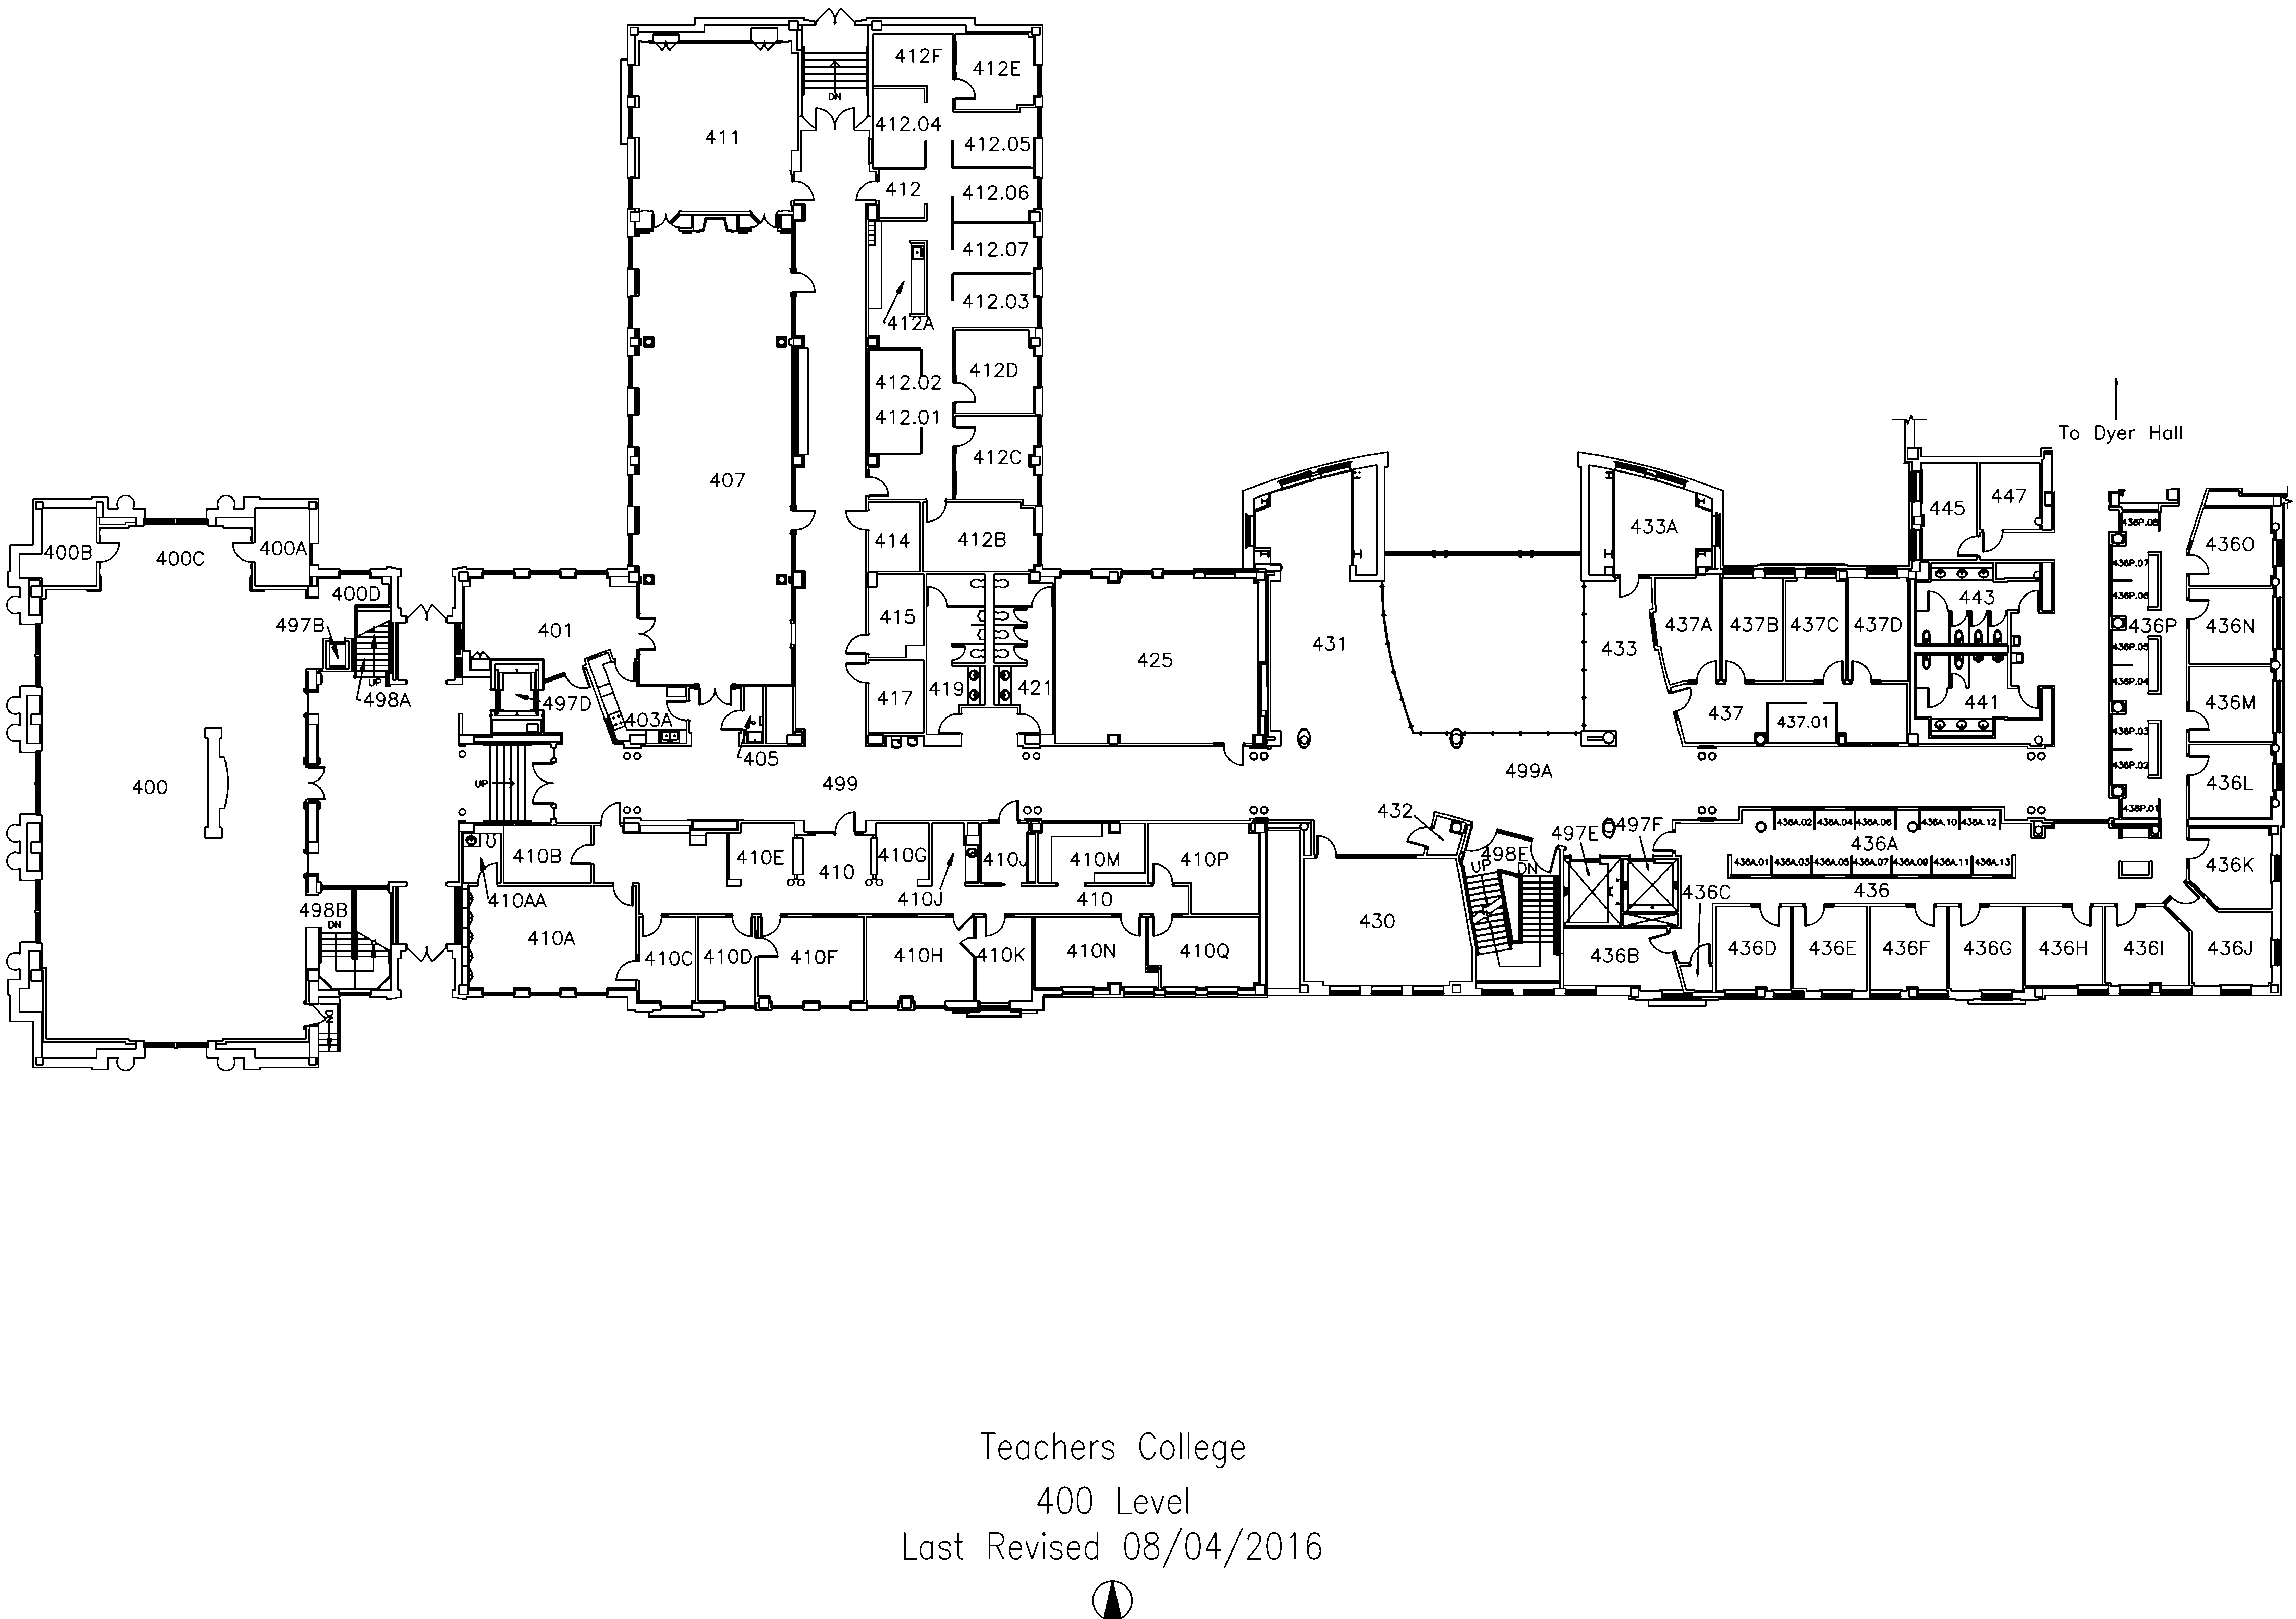 412F
412E
411
DN
412.04
412.05
412
412.06
412.07
412.03
412A
412D
412.02
412.01
To Dyer Hall
412C
407
445
447
436P.08
433A
414
412B
436O
400B
400C
400A
436P.07
400D
436P.06
443
497B
401
415
437A
437B
437C
437D
436P
436N
431
433
425
436P.05
UP
498A
497D
419
421
436P.04
441
436M
403A
437
437.01
405
436P.03
436P.02
499A
400
UP
499
436L
436P.01
432
497E
497F
436A.02
436A.04
436A.06
436A.10
436A.12
436A
410B
410E
410
410G
410J
410M
410P
498E
UP
DN
436A.01
436A.03
436A.05
436A.07
436A.09
436A.11
436A.13
436K
410AA
410J
410
436C
436
498B
DN
430
410A
410C
410D
410F
410H
410K
410N
410Q
436B
436D
436E
436F
436G
436H
436I
436J
DN
Teachers College
400 Level
Last Revised 08/04/2016